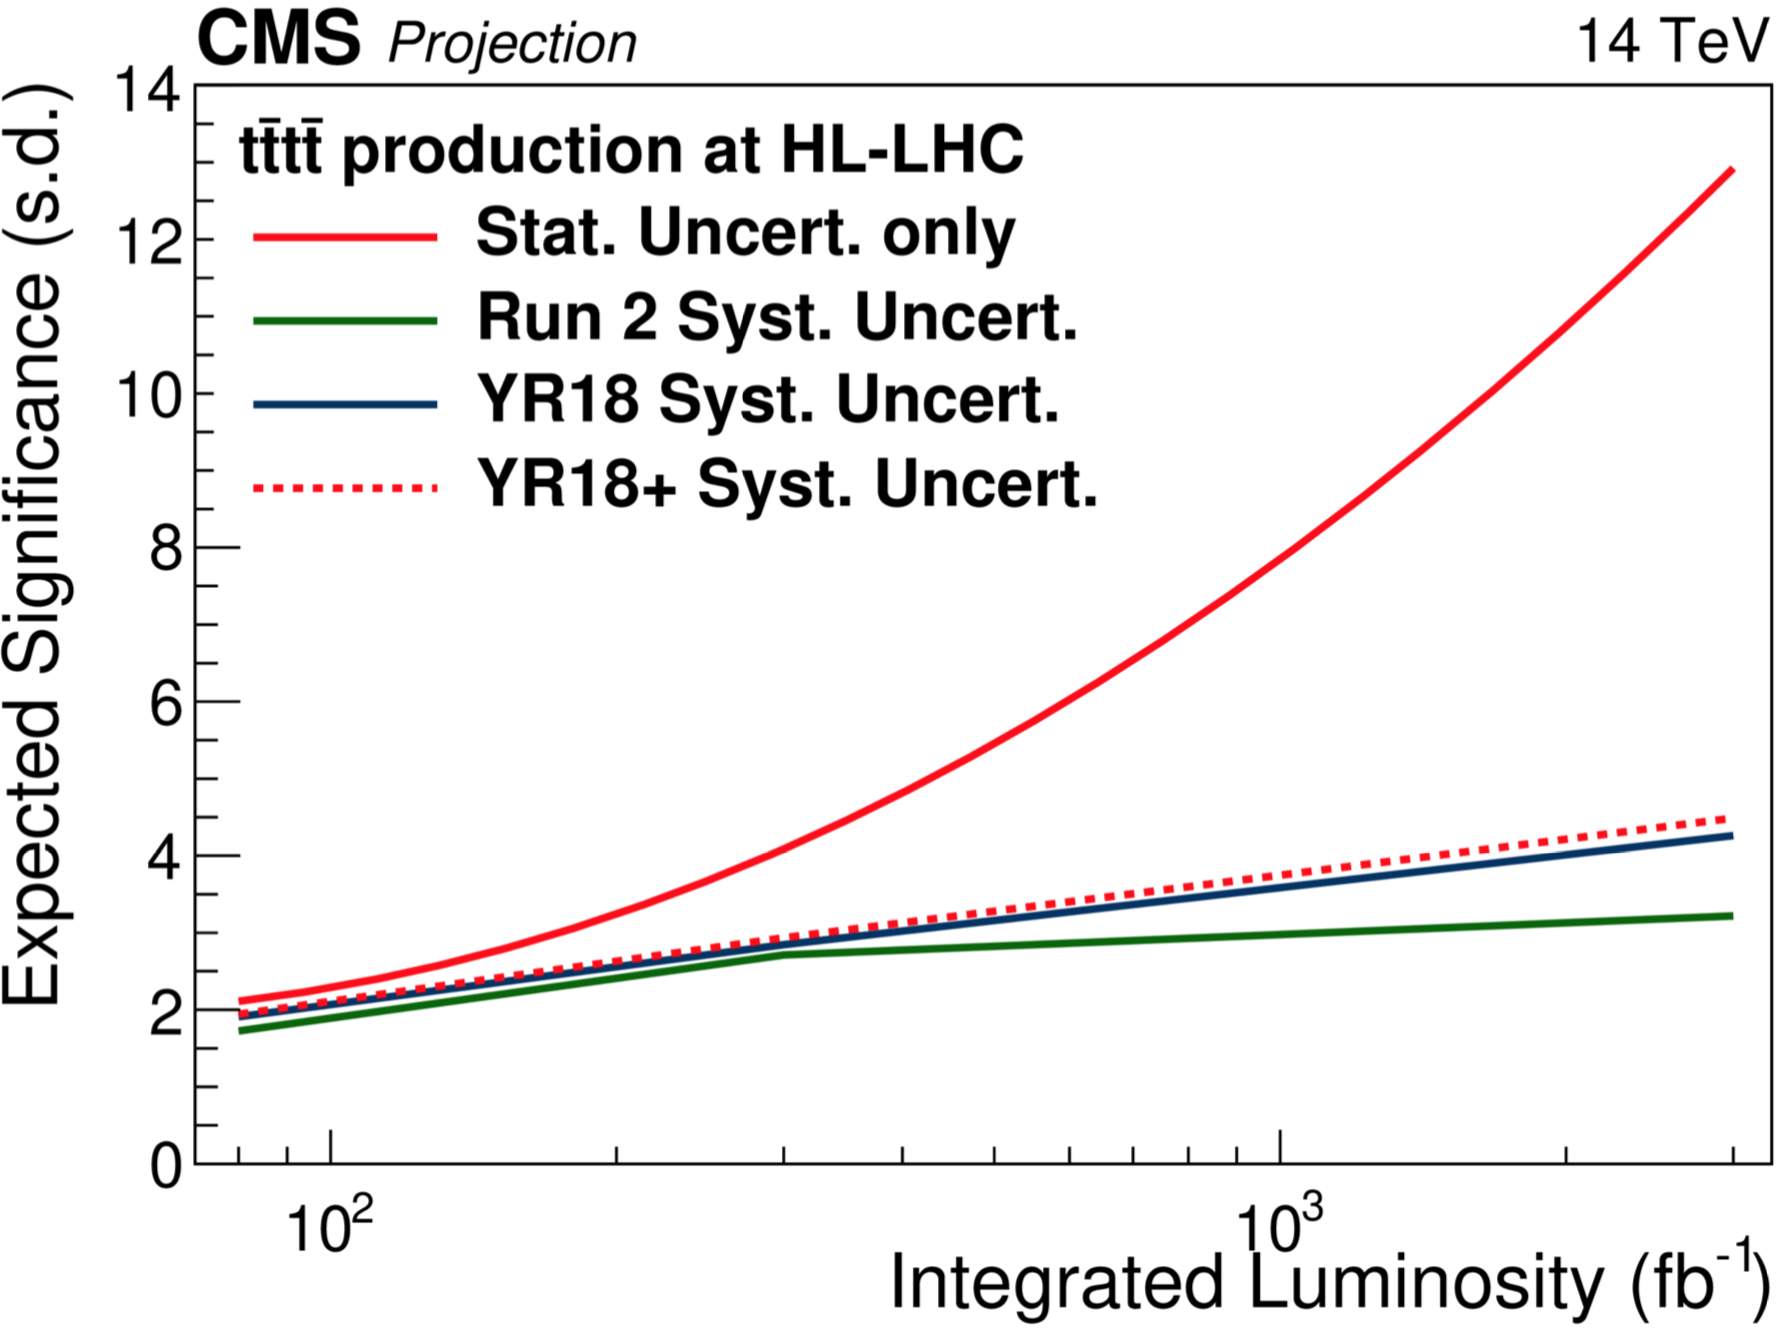 CMS Projection 14 TeV
Expected Significance (s.d.)
14
12
10
8
6
4
2
0
tt̄tt̄ production at HL-LHC
Stat. Uncert. only
Run 2 Syst. Uncert.
YR18 Syst. Uncert.
YR18+ Syst. Uncert.
10² 10³
Integrated Luminosity (fb⁻¹)